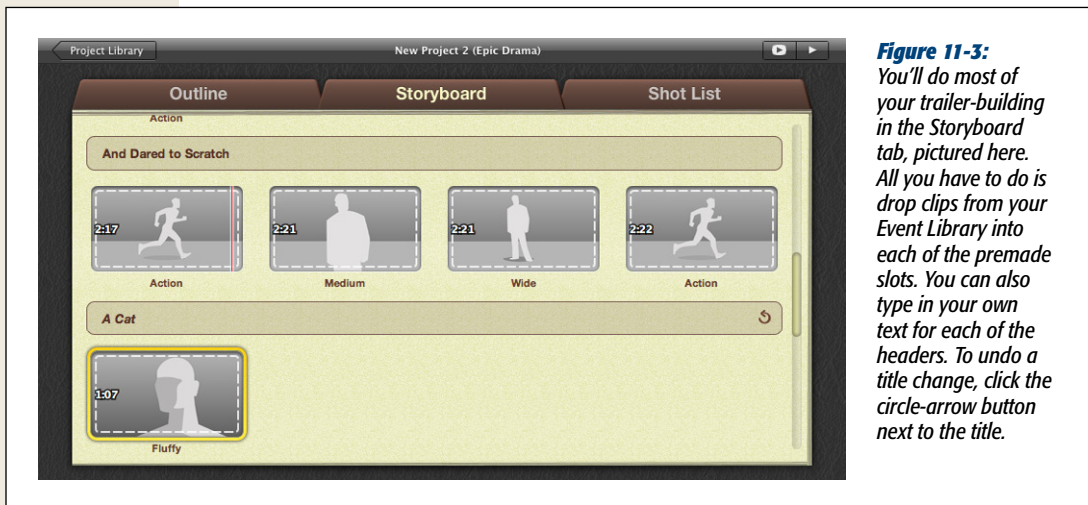 Project Library
New Project 2 (Epic Drama)
Outline
Storyboard
Shot List
Action
And Dared to Scratch
2:17
2:21
2:21
2:22
Action
Medium
Wide
Action
A Cat
1:07
Fluffy
Figure 11-3:
You'll do most of
your trailer-building
in the Storyboard
tab, pictured here.
All you have to do is
drop clips from your
Event Library into
each of the premade
slots. You can also
type in your own
text for each of the
headers. To undo a
title change, click the
circle-arrow button
next to the title.